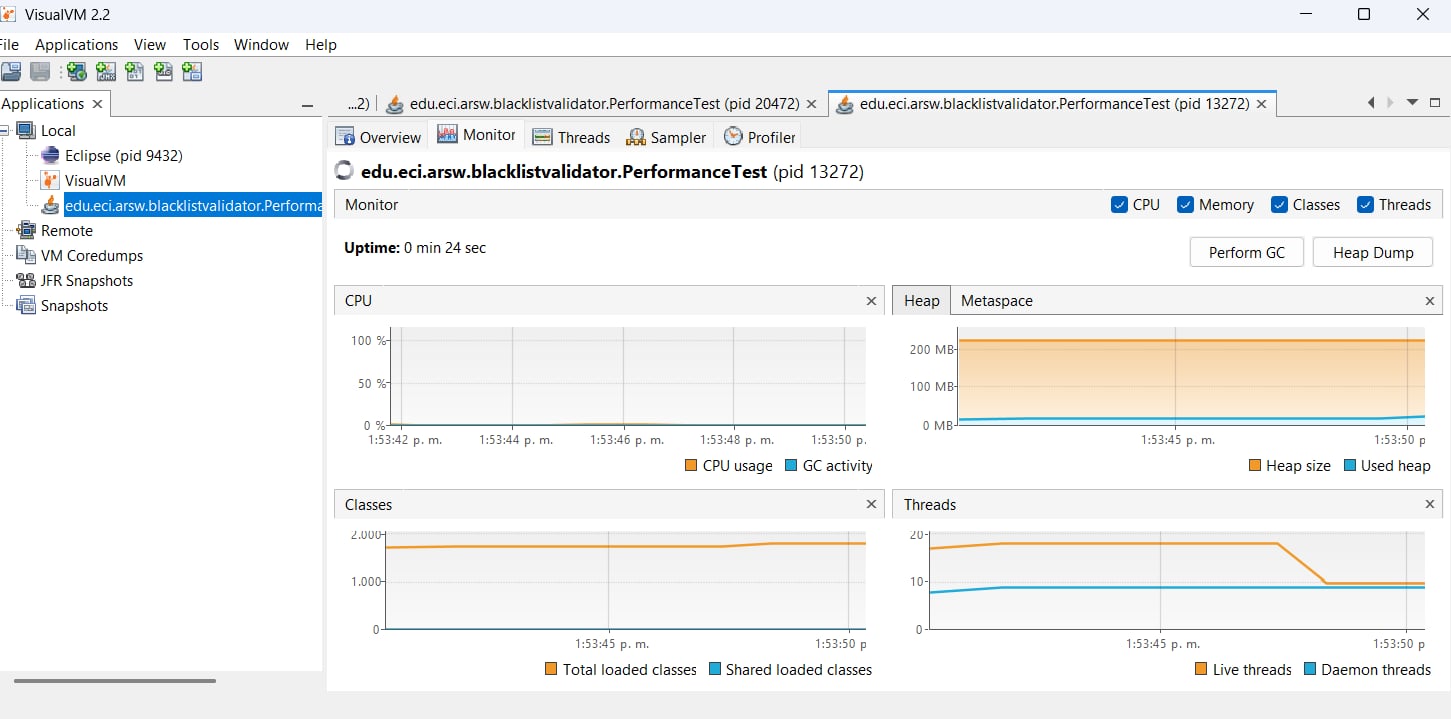 VisualVM 2.2
File Applications View Tools Window Help
Applications
...2) edu.eci.arsw.blacklistvalidator.PerformanceTest (pid 20472) edu.eci.arsw.blacklistvalidator.PerformanceTest (pid 13272)
Local
Eclipse (pid 9432)
VisualVM
edu.eci.arsw.blacklistvalidator.Performa
Remote
VM Coredumps
JFR Snapshots
Snapshots
Overview Monitor Threads Sampler Profiler
edu.eci.arsw.blacklistvalidator.PerformanceTest (pid 13272)
Monitor CPU Memory Classes Threads
Uptime: 0 min 24 sec
Perform GC Heap Dump
CPU
100 %
50 %
0 %
1:53:42 p. m. 1:53:44 p. m. 1:53:46 p. m. 1:53:48 p. m. 1:53:50 p.
CPU usage GC activity
Heap Metaspace
200 MB
100 MB
0 MB
1:53:45 p. m. 1:53:50 p
Heap size Used heap
Classes
2.000
1.000
0
1:53:45 p. m. 1:53:50 p
Total loaded classes Shared loaded classes
Threads
20
10
0
1:53:45 p. m. 1:53:50 p
Live threads Daemon threads